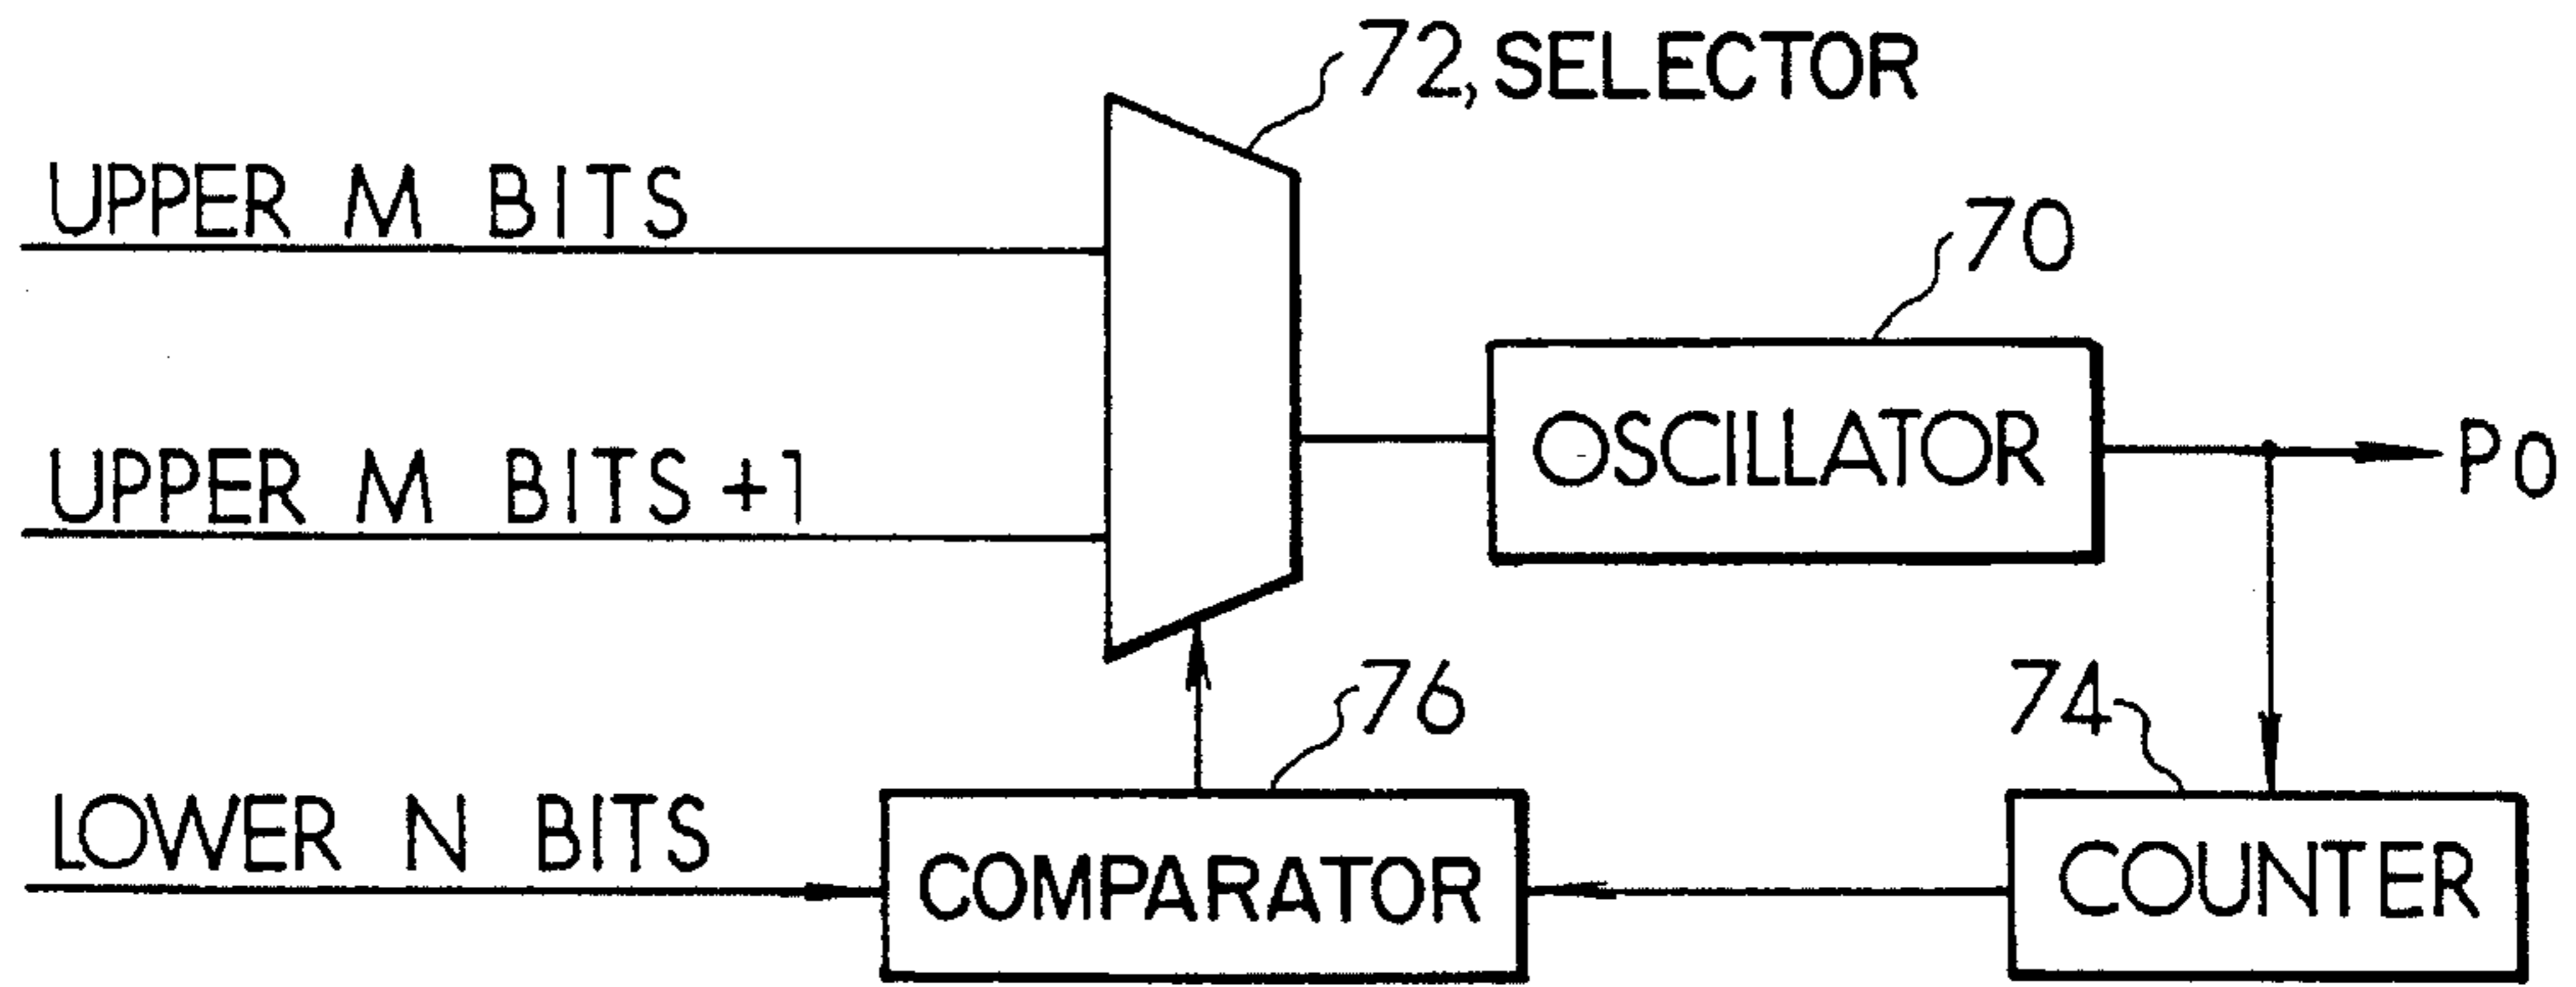 72, SELECTOR
UPPER M BITS
70
UPPER M BITS +1
OSCILLATOR
P0
76
74
LOWER N BITS
COMPARATOR
COUNTER